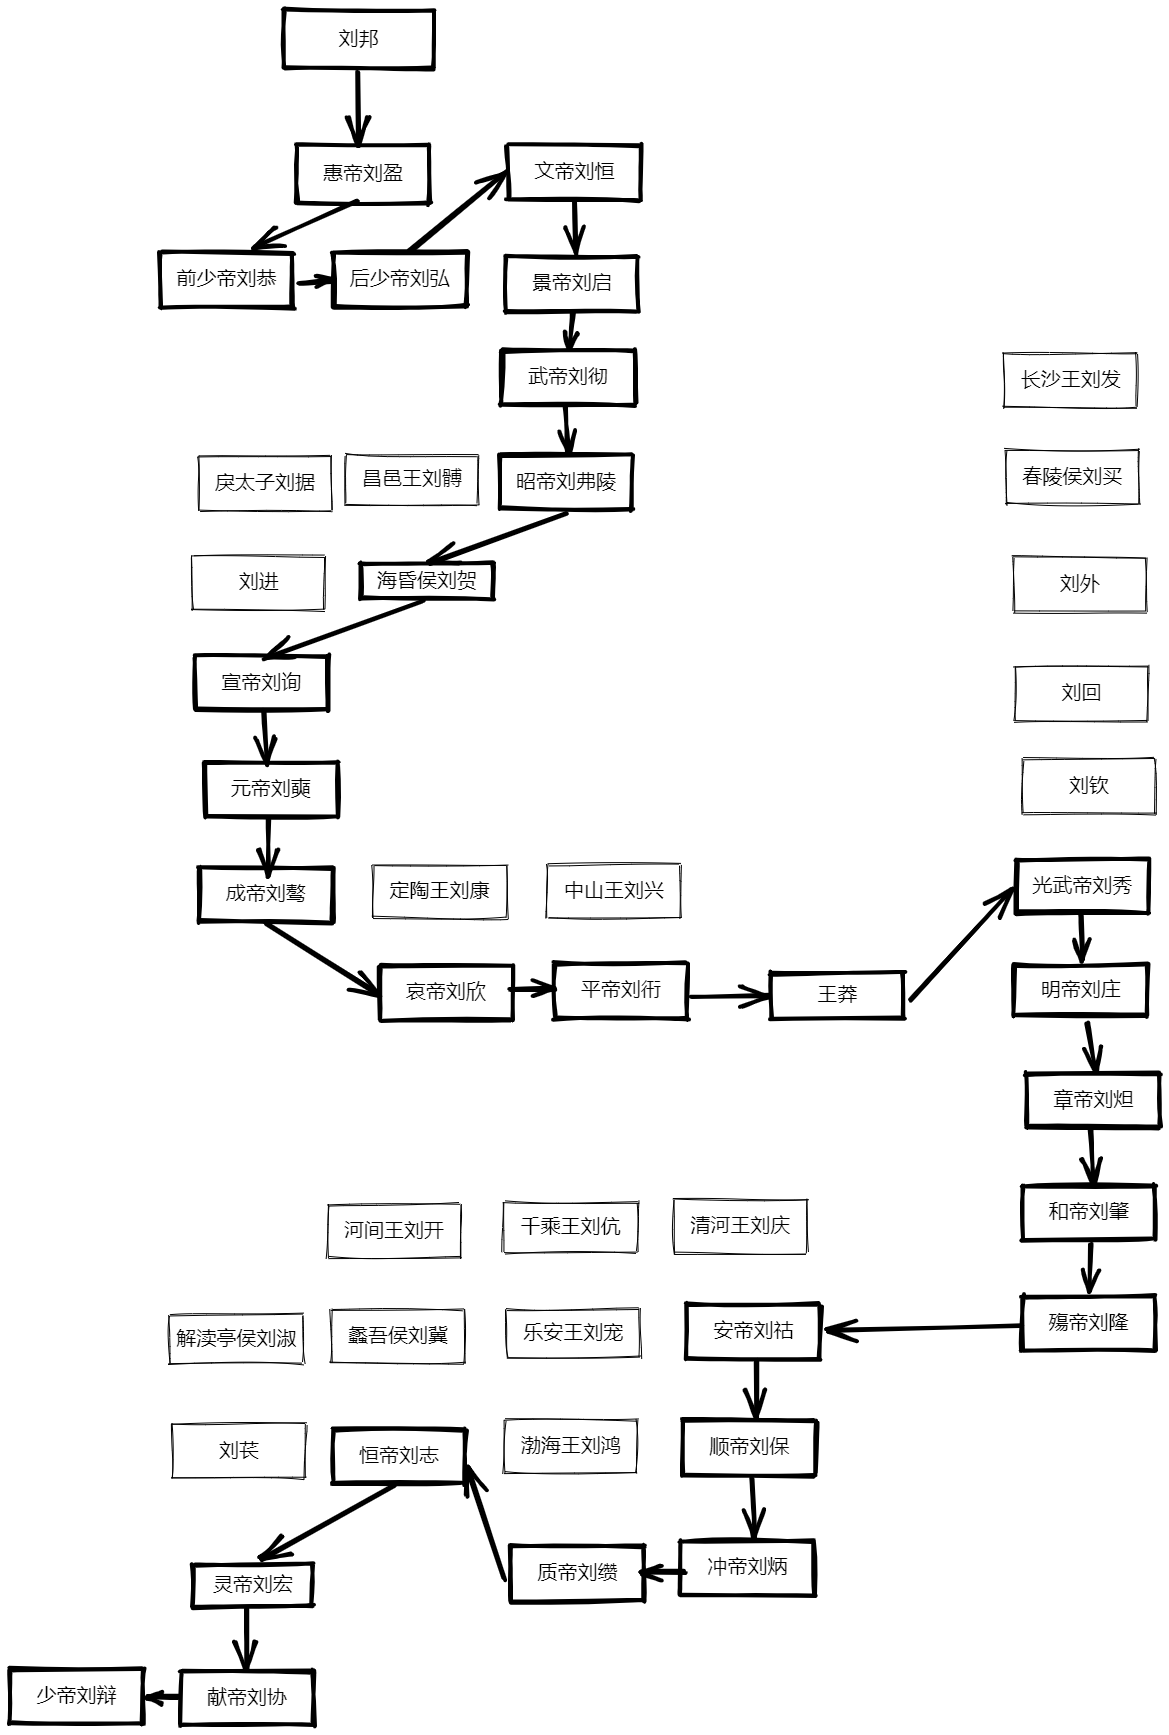 刘邦
惠帝刘盈
文帝刘恒
前少帝刘恭
后少帝刘弘
景帝刘启
武帝刘彻
长沙王刘发
戾太子刘据
昌邑王刘髆
昭帝刘弗陵
春陵侯刘买
刘进
海昏侯刘贺
刘外
宣帝刘询
刘回
元帝刘奭
刘钦
成帝刘骜
定陶王刘康
中山王刘兴
光武帝刘秀
哀帝刘欣
平帝刘衎
王莽
明帝刘庄
章帝刘炟
河间王刘开
千乘王刘伉
清河王刘庆
和帝刘肇
解渎亭侯刘淑
蠡吾侯刘冀
乐安王刘宠
安帝刘祜
殇帝刘隆
刘苌
恒帝刘志
渤海王刘鸿
顺帝刘保
灵帝刘宏
质帝刘缵
冲帝刘炳
少帝刘辩
献帝刘协